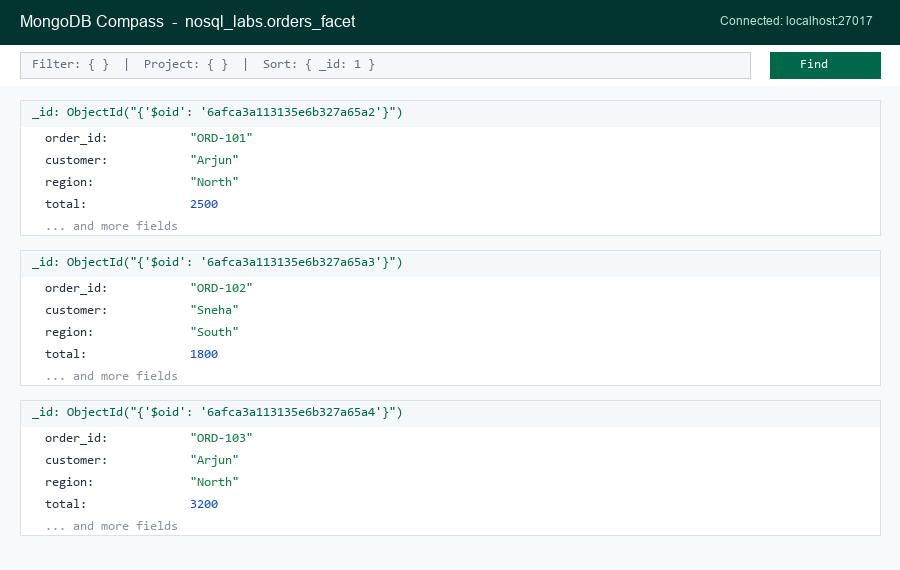 MongoDB Compass - nosql_labs.orders_facet
Connected: localhost:27017
Filter: { } | Project: { } | Sort: { _id: 1 }
Find
_id: ObjectId("{'$oid': '6afca3a113135e6b327a65a2'}")
order_id: "ORD-101"
customer: "Arjun"
region: "North"
total: 2500
... and more fields
_id: ObjectId("{'$oid': '6afca3a113135e6b327a65a3'}")
order_id: "ORD-102"
customer: "Sneha"
region: "South"
total: 1800
... and more fields
_id: ObjectId("{'$oid': '6afca3a113135e6b327a65a4'}")
order_id: "ORD-103"
customer: "Arjun"
region: "North"
total: 3200
... and more fields